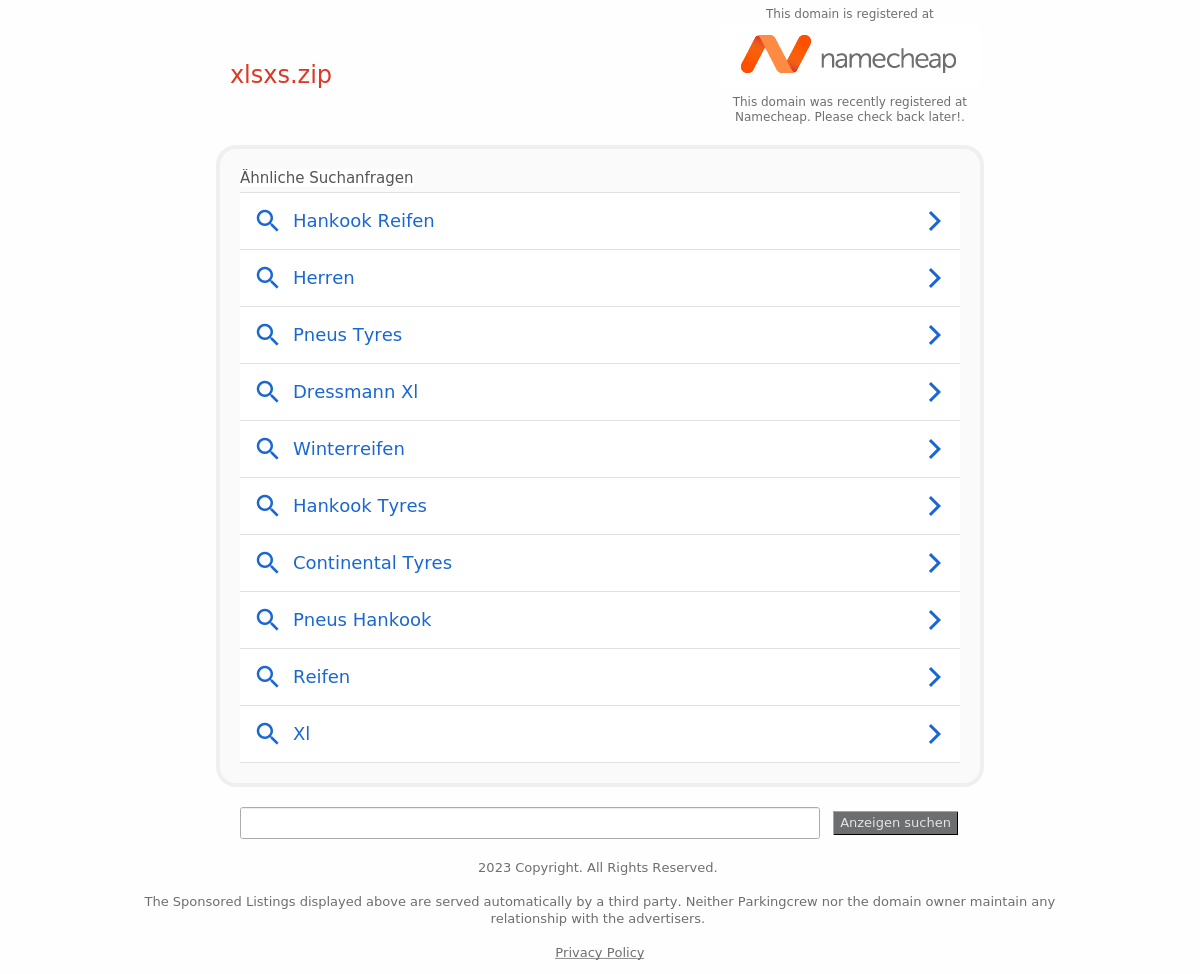 This domain is registered at
namecheap
xlsxs.zip
This domain was recently registered at
Namecheap. Please check back later!.
Ähnliche Suchanfragen
Hankook Reifen
Herren
Pneus Tyres
Dressmann Xl
Winterreifen
Hankook Tyres
Continental Tyres
Pneus Hankook
Reifen
Xl
Anzeigen suchen
2023 Copyright. All Rights Reserved.
The Sponsored Listings displayed above are served automatically by a third party. Neither Parkingcrew nor the domain owner maintain any
relationship with the advertisers.
Privacy Policy